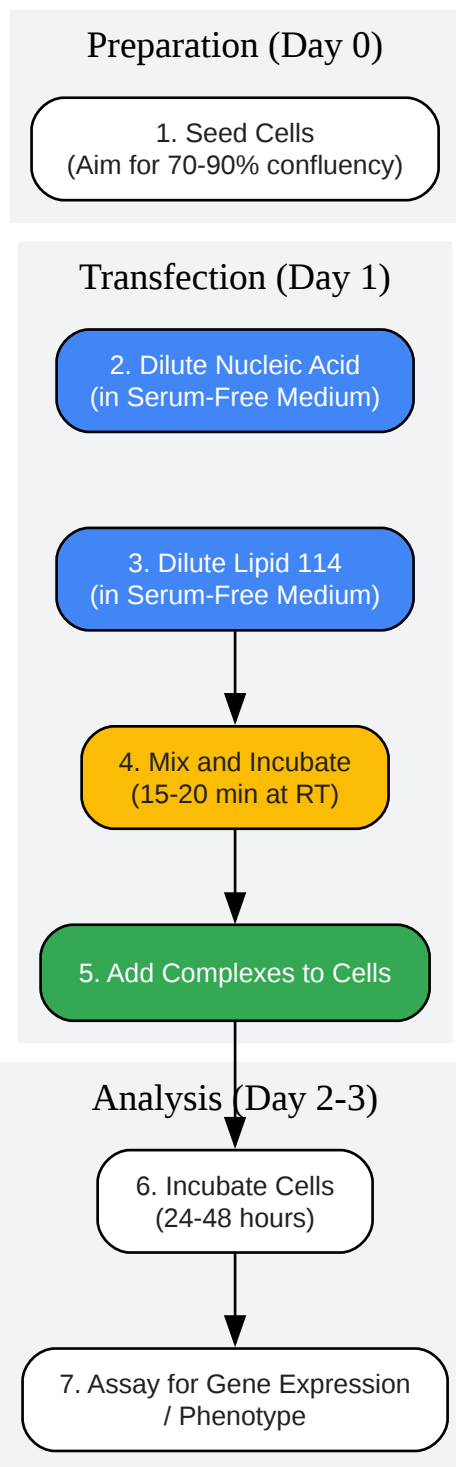 Preparation (Day 0)
1. Seed Cells
(Aim for 70-90% confluency)
Transfection (Day 1)
2. Dilute Nucleic Acid
(in Serum-Free Medium)
3. Dilute Lipid 114
(in Serum-Free Medium)
4. Mix and Incubate
(15-20 min at RT)
5. Add Complexes to Cells
Analysis (Day 2-3)
6. Incubate Cells
(24-48 hours)
7. Assay for Gene Expression
/ Phenotype